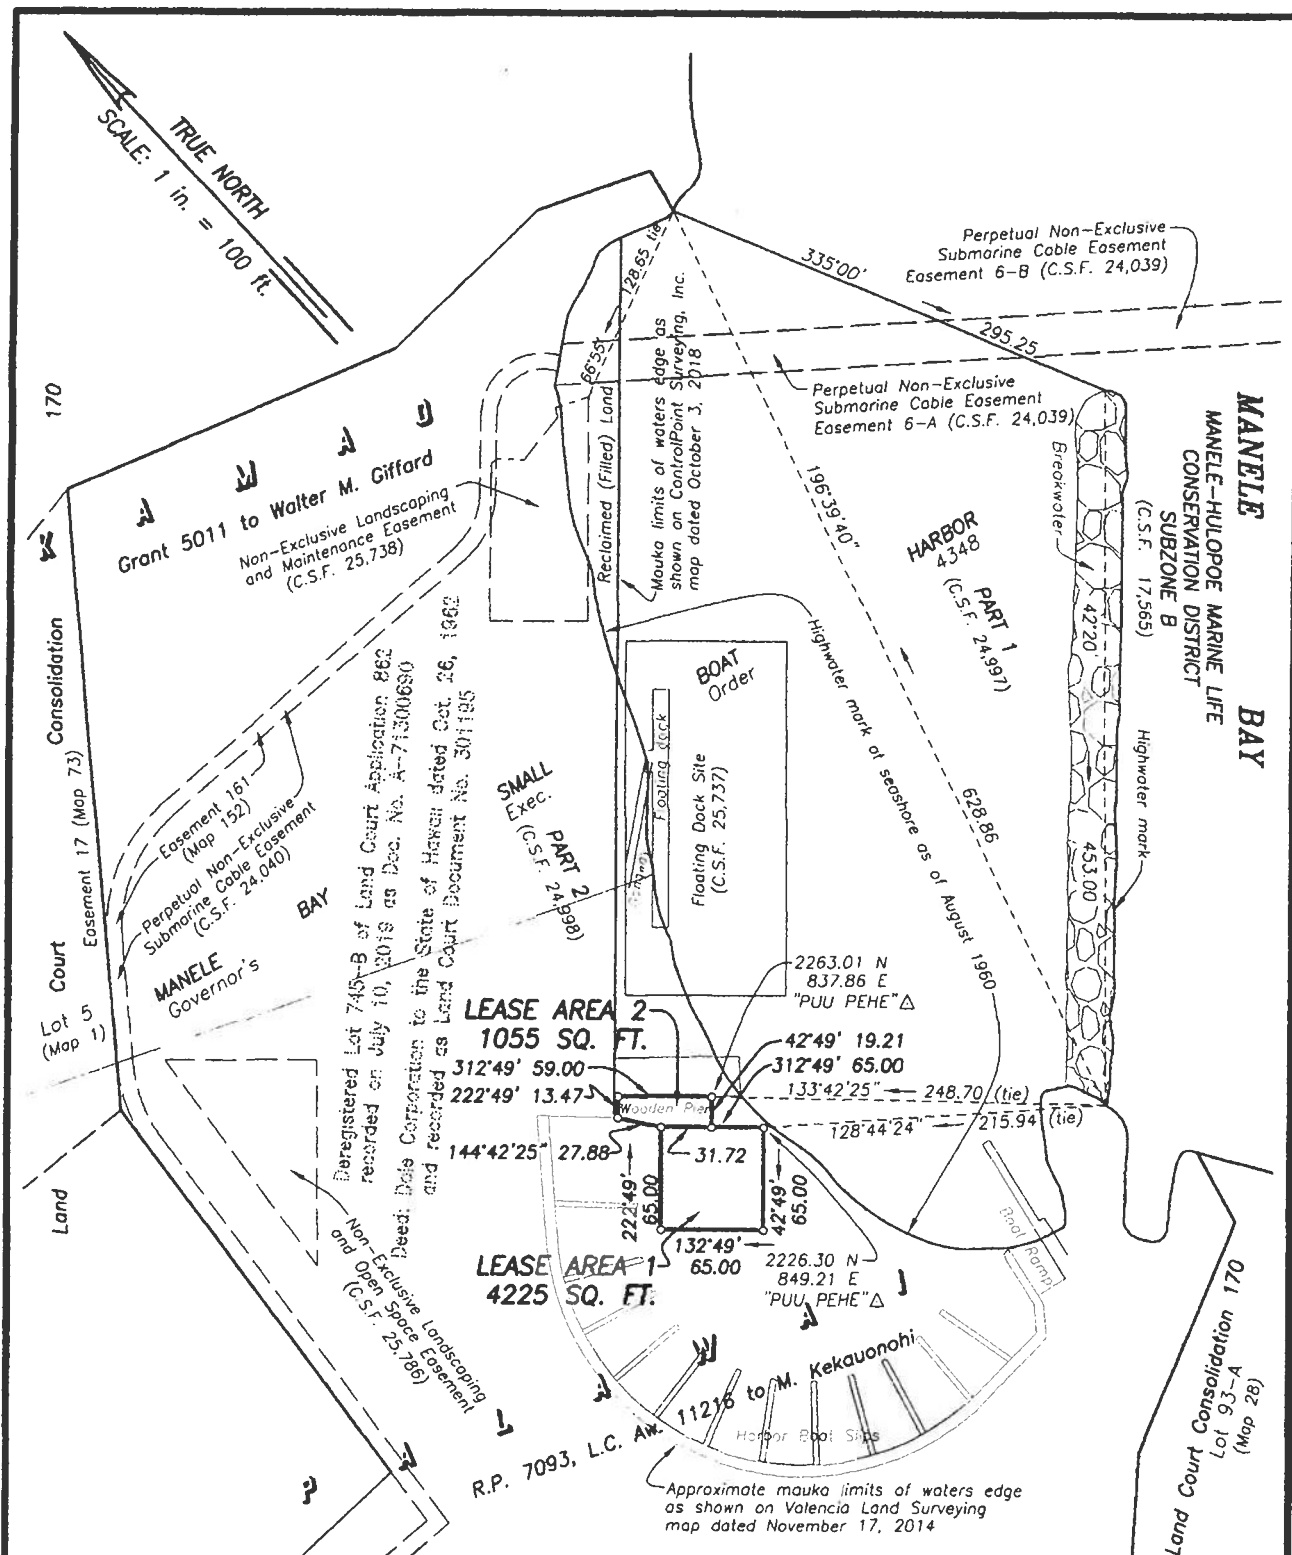 TRUE NORTH
SCALE: 1 in. = 100 ft.
170
Consolidation
Court
Land
Easement 17 (Map 73)
Lot 5
(Map 1)
K A M A O
Grant 5011 to Walter M. Giffard
Non-Exclusive Landscaping
and Maintenance Easement
(C.S.F. 25,738)
128.65 tie
66°55'
Reclaimed (Filled) Land
Mauka limits of waters edge as
shown on ControlPoint Surveying, Inc.
map dated October 3, 2018
335°00'
295.25
Perpetual Non-Exclusive
Submarine Cable Easement
Easement 6-B (C.S.F. 24,039)
Perpetual Non-Exclusive
Submarine Cable Easement
Easement 6-A (C.S.F. 24,039)
MANELE BAY
MANELE-HULOPOE MARINE LIFE
CONSERVATION DISTRICT
SUBZONE B
(C.S.F. 17,565)
Breakwater
42°20'
453.00
Highwater mark
196°39'40"
628.86
HARBOR
4348
PART 1
(C.S.F. 24,997)
Highwater mark at seashore as of August 1960
BOAT
Order
Floating dock
Floating Dock Site
(C.S.F. 25,737)
SMALL
Exec.
PART 2
(C.S.F. 24,998)
Deregistered Lot 745-B of Land Court Application 862
recorded on July 10, 2019 as Doc. No. A-71300690
Deed: Dole Corporation to the State of Hawaii dated Oct. 26, 1962
and recorded as Land Court Document No. 301195
Easement 161
(Map 152)
Perpetual Non-Exclusive
Submarine Cable Easement
(C.S.F. 24,040)
MANELE
Governor's
BAY
LEASE AREA 2
1055 SQ. FT.
312°49' 59.00
222°49' 13.47
Wooden Pier
144°42'25" 27.88
31.72
2263.01 N
837.86 E
"PUU PEHE"△
42°49' 19.21
312°49' 65.00
133°42'25" 248.70 (tie)
128°44'24" 215.94 (tie)
222°49'
65.00
42°49'
65.00
132°49'
65.00
LEASE AREA 1
4225 SQ. FT.
2226.30 N
849.21 E
"PUU PEHE"△
Boat Ramp
Non-Exclusive Landscaping
and Open Space Easement
(C.S.F. 25,786)
P A L A W A I
R.P. 7093, L.C. Aw. 11216 to M. Kekauonohi
Harbor Boat Slips
Approximate mauka limits of waters edge
as shown on Valencia Land Surveying
map dated November 17, 2014
Land Court Consolidation 170
Lot 93-A
(Map 28)